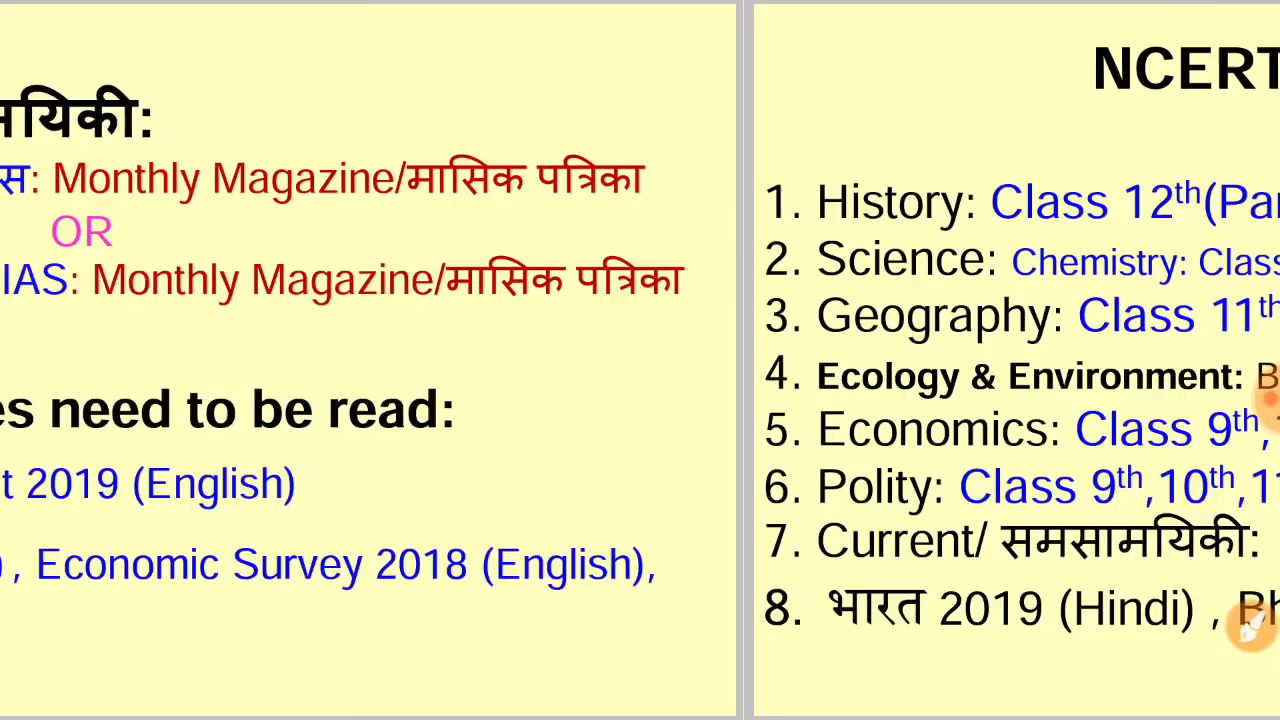 मयिकी:
स: Monthly Magazine/मासिक पत्रिका
OR
IAS: Monthly Magazine/मासिक पत्रिका
es need to be read:
t 2019 (English)
) , Economic Survey 2018 (English),
NCERT
1. History: Class 12th(Par
2. Science: Chemistry: Class
3. Geography: Class 11th
4. Ecology & Environment: B
5. Economics: Class 9th,1
6. Polity: Class 9th,10th,11
7. Current/ समसामयिकी:
8. भारत 2019 (Hindi) , Bh